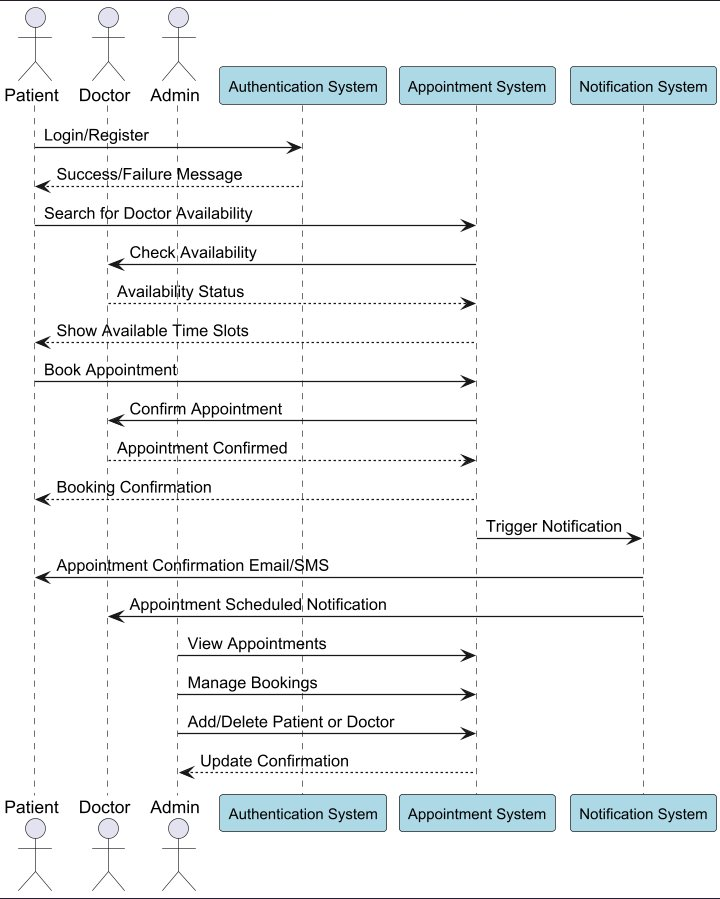 Patient Doctor Admin Authentication System Appointment System Notification System
Login/Register
Success/Failure Message
Search for Doctor Availability
Check Availability
Availability Status
Show Available Time Slots
Book Appointment
Confirm Appointment
Appointment Confirmed
Booking Confirmation
Trigger Notification
Appointment Confirmation Email/SMS
Appointment Scheduled Notification
View Appointments
Manage Bookings
Add/Delete Patient or Doctor
Update Confirmation
Patient Doctor Admin Authentication System Appointment System Notification System